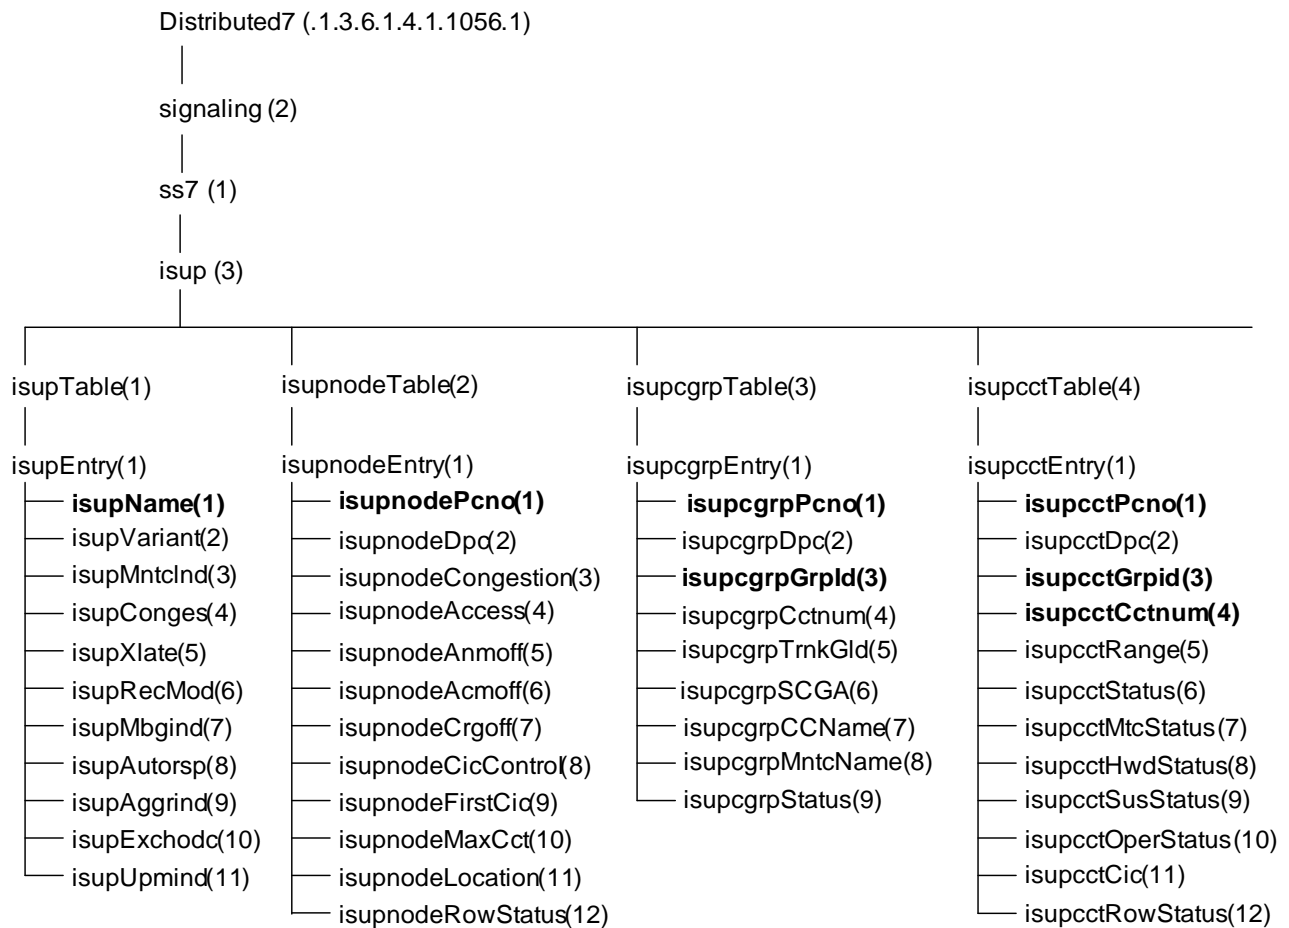 Distributed7 (.1.3.6.1.4.1.1056.1)
signaling (2)
ss7 (1)
isup (3)
isupTable(1)
isupEntry(1)
isupName(1)
isupVariant(2)
isupMntcInd(3)
isupConges(4)
isupXlate(5)
isupRecMod(6)
isupMbgind(7)
isupAutorsp(8)
isupAggrind(9)
isupExchodc(10)
isupUpmind(11)
isupnodeTable(2)
isupnodeEntry(1)
isupnodePcno(1)
isupnodeDpc(2)
isupnodeCongestion(3)
isupnodeAccess(4)
isupnodeAnmoff(5)
isupnodeAcmoff(6)
isupnodeCrgoff(7)
isupnodeCicControl(8)
isupnodeFirstCic(9)
isupnodeMaxCct(10)
isupnodeLocation(11)
isupnodeRowStatus(12)
isupcgrpTable(3)
isupcgrpEntry(1)
isupcgrpPcno(1)
isupcgrpDpc(2)
isupcgrpGrpId(3)
isupcgrpCctnum(4)
isupcgrpTrnkGId(5)
isupcgrpSCGA(6)
isupcgrpCCName(7)
isupcgrpMntcName(8)
isupcgrpStatus(9)
isupcctTable(4)
isupcctEntry(1)
isupcctPcno(1)
isupcctDpc(2)
isupcctGrpid(3)
isupcctCctnum(4)
isupcctRange(5)
isupcctStatus(6)
isupcctMtcStatus(7)
isupcctHwdStatus(8)
isupcctSusStatus(9)
isupcctOperStatus(10)
isupcctCic(11)
isupcctRowStatus(12)